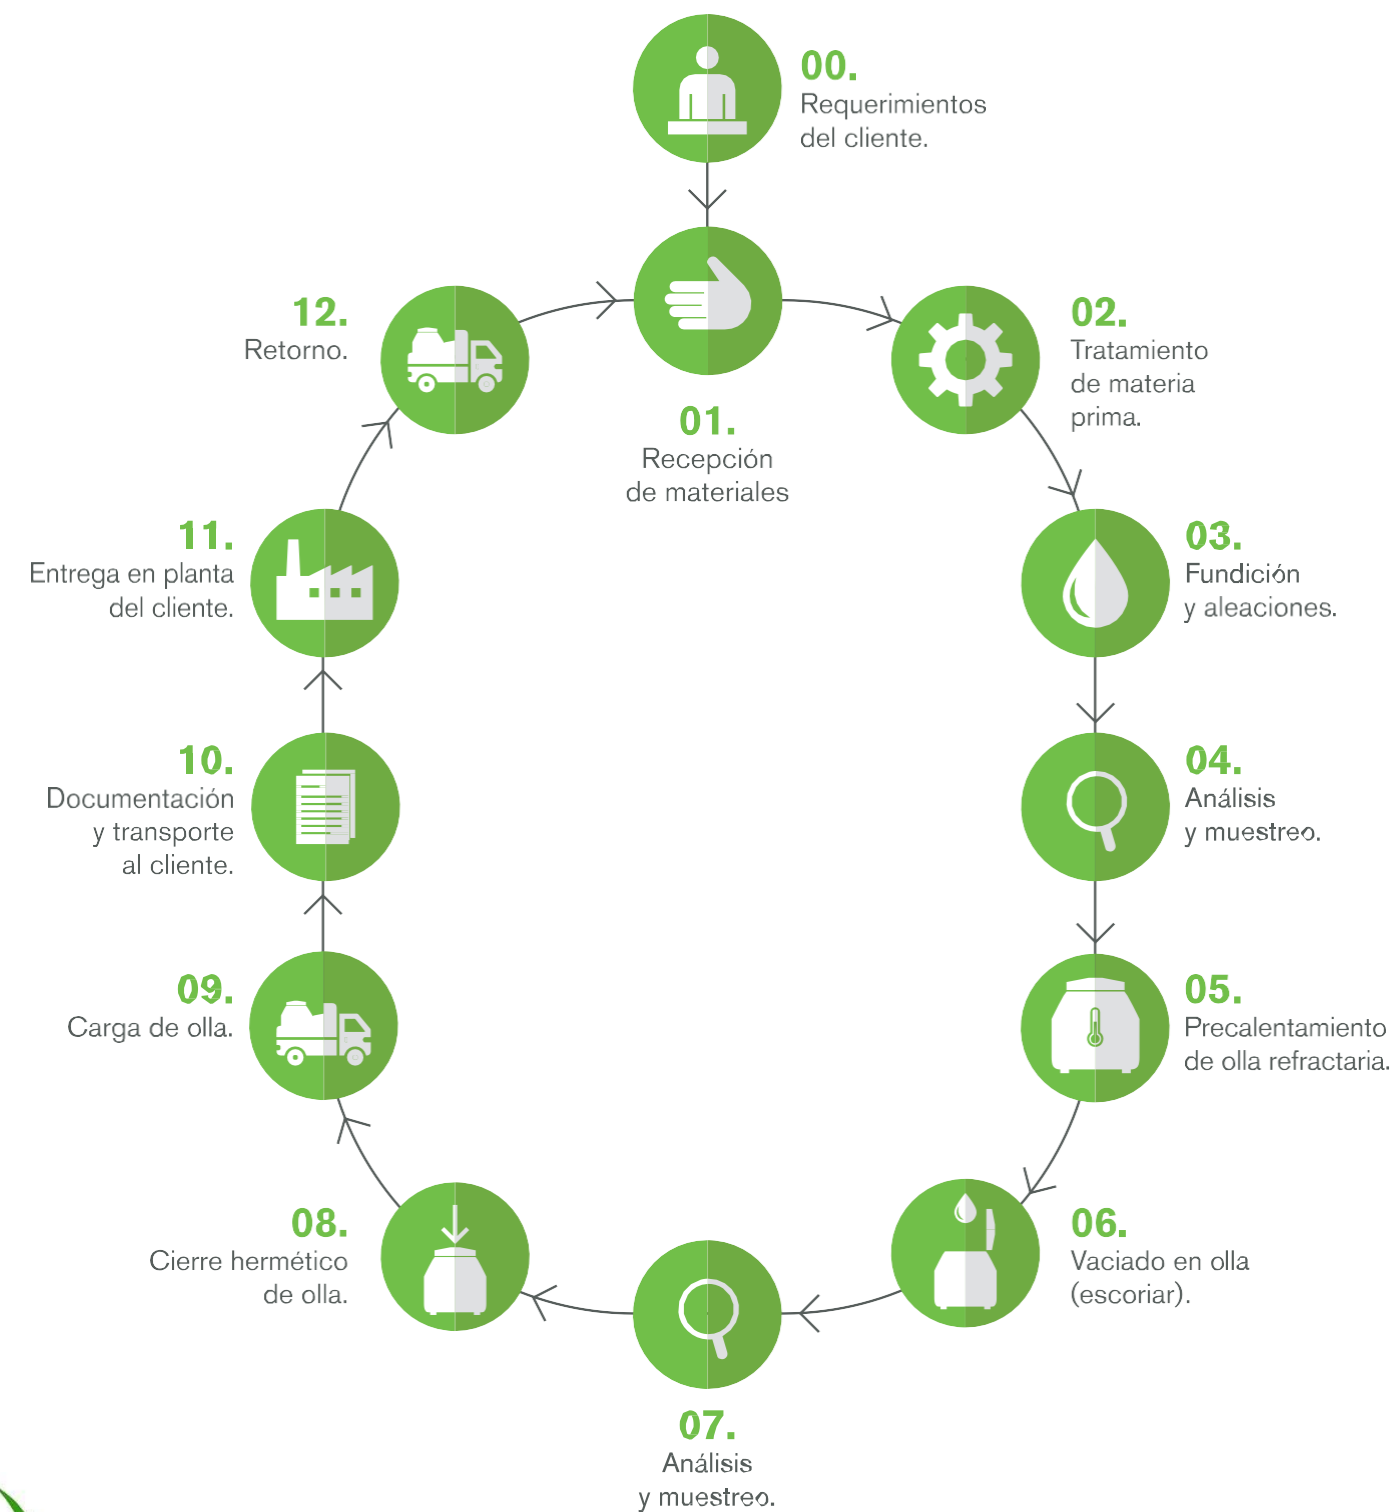 00.
Requerimientos
del cliente.
01.
Recepción
de materiales
02.
Tratamiento
de materia
prima.
03.
Fundición
y aleaciones.
04.
Análisis
y muestreo.
05.
Precalentamiento
de olla refractaria.
06.
Vaciado en olla
(escoriar).
07.
Análisis
y muestreo.
08.
Cierre hermético
de olla.
09.
Carga de olla.
10.
Documentación
y transporte
al cliente.
11.
Entrega en planta
del cliente.
12.
Retorno.